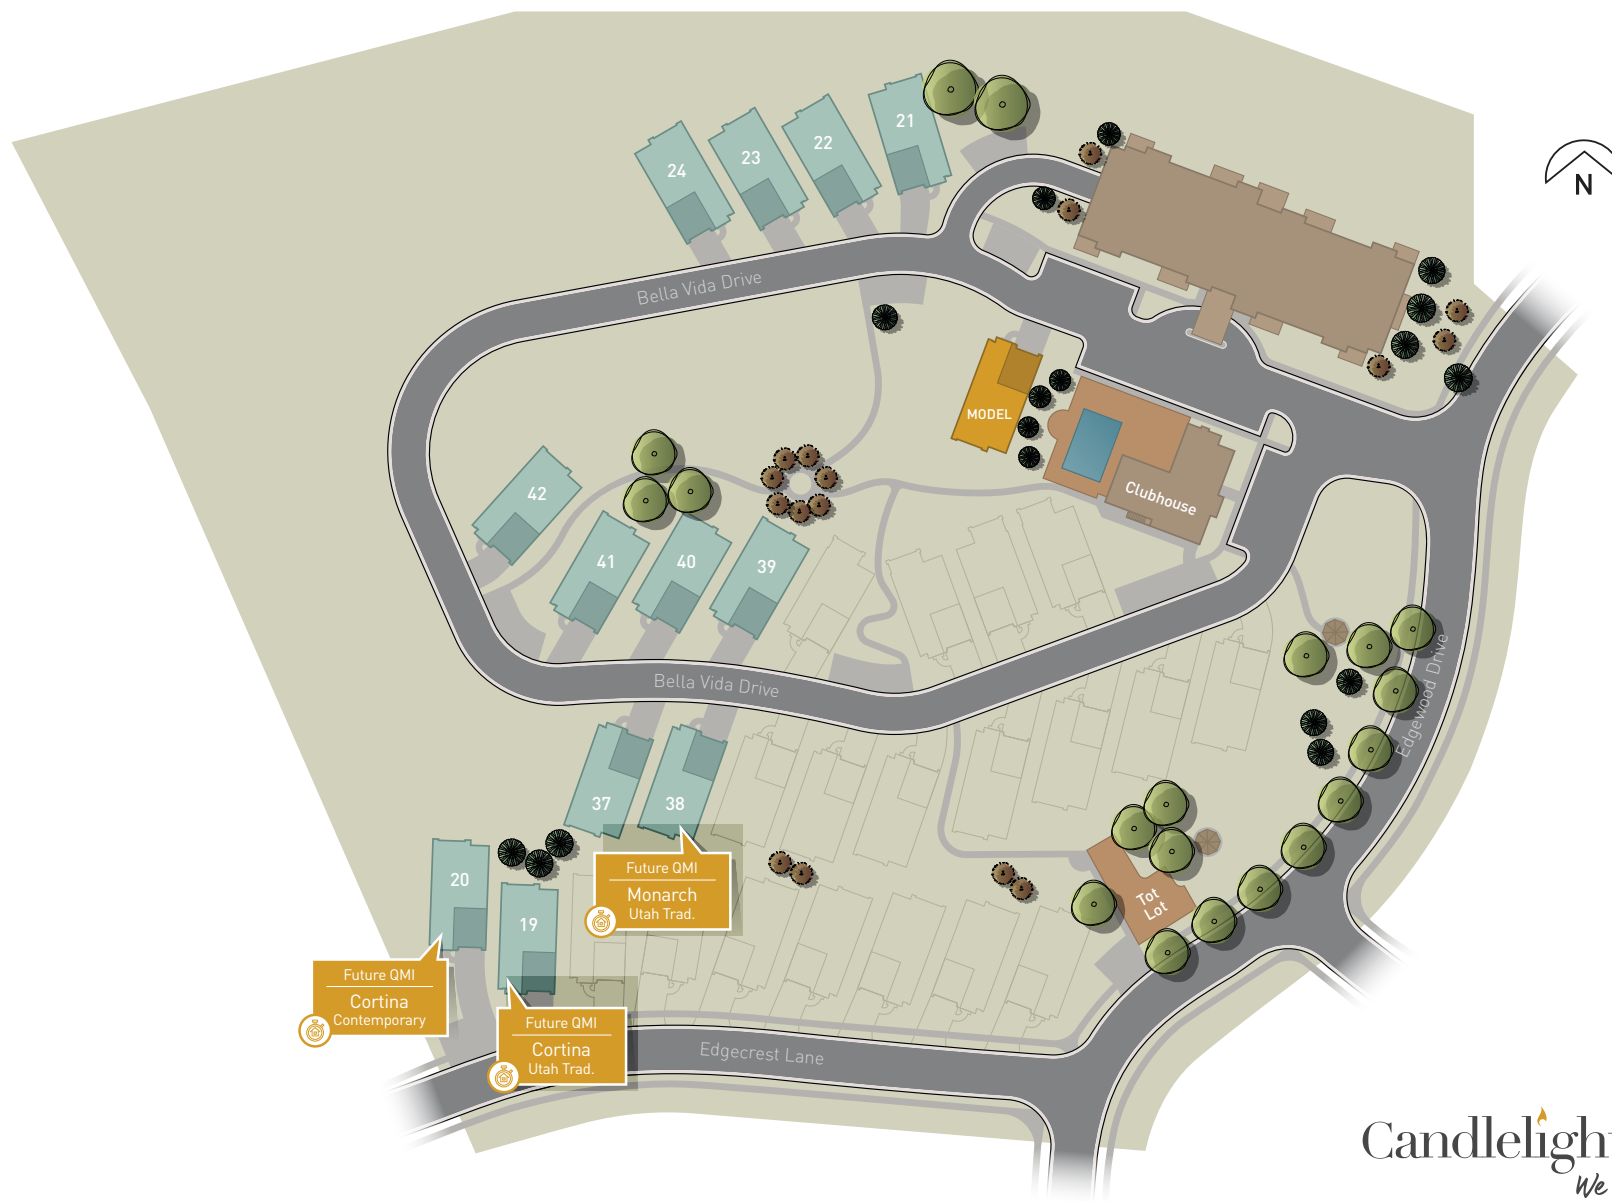 21
22
23
24
N
Bella Vida Drive
MODEL
Clubhouse
42
41
40
39
Bella Vida Drive
Edgewood Drive
37
38
Future QMI
Monarch
Utah Trad.
20
19
Tot
Lot
Future QMI
Cortina
Contemporary
Future QMI
Cortina
Utah Trad.
Edgecrest Lane
Candleligh
We